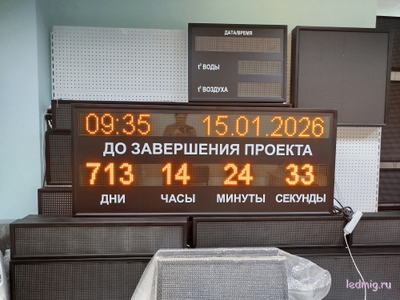 ДАТА/ВРЕМЯ
t° ВОДЫ
t° ВОЗДУХА
09:35 15.01.2026
ДО ЗАВЕРШЕНИЯ ПРОЕКТА
713 14 24 33
ДНИ ЧАСЫ МИНУТЫ СЕКУНДЫ
ledmig.ru